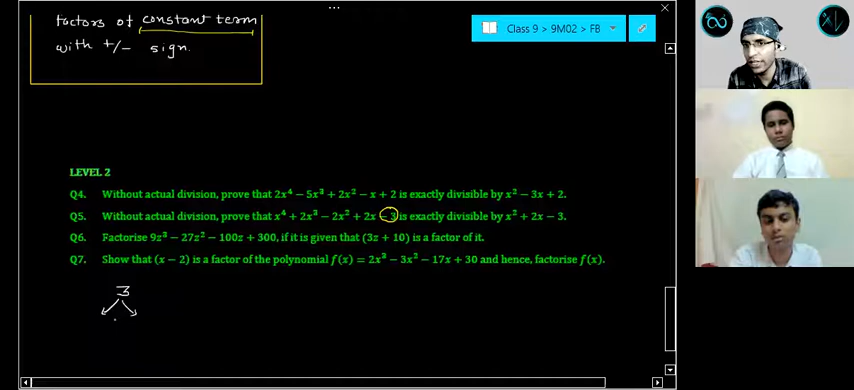 factors of constant term
with +/- sign.
Class 9 > 9M02 > FB
LEVEL 2
Q4. Without actual division, prove that 2x⁴ − 5x³ + 2x² − x + 2 is exactly divisible by x² − 3x + 2.
Q5. Without actual division, prove that x⁴ + 2x³ − 2x² + 2x − 3 is exactly divisible by x² + 2x − 3.
Q6. Factorise 9z³ − 27z² − 100z + 300, if it is given that (3z + 10) is a factor of it.
Q7. Show that (x − 2) is a factor of the polynomial f(x) = 2x³ − 3x² − 17x + 30 and hence, factorise f(x).
3